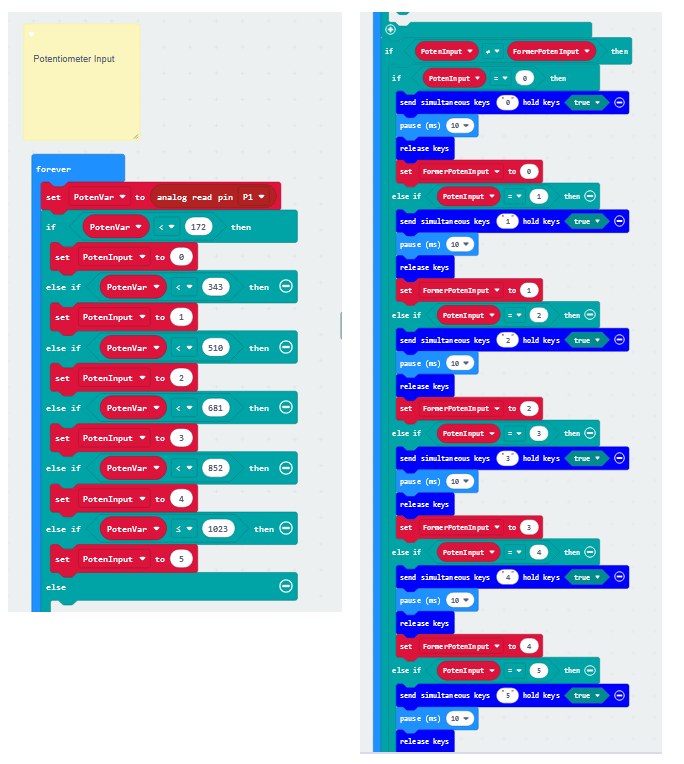 Potentiometer Input
forever
set PotenVar to analog read pin P1
if PotenVar < 172 then
set PotenInput to 0
else if PotenVar < 343 then
set PotenInput to 1
else if PotenVar < 510 then
set PotenInput to 2
else if PotenVar < 681 then
set PotenInput to 3
else if PotenVar < 852 then
set PotenInput to 4
else if PotenVar ≤ 1023 then
set PotenInput to 5
else
if PotenInput ≠ FormerPotenInput then
if PotenInput = 0 then
send simultaneous keys "0" hold keys true
pause (ms) 10
release keys
set FormerPotenInput to 0
else if PotenInput = 1 then
send simultaneous keys "1" hold keys true
pause (ms) 10
release keys
set FormerPotenInput to 1
else if PotenInput = 2 then
send simultaneous keys "2" hold keys true
pause (ms) 10
release keys
set FormerPotenInput to 2
else if PotenInput = 3 then
send simultaneous keys "3" hold keys true
pause (ms) 10
release keys
set FormerPotenInput to 3
else if PotenInput = 4 then
send simultaneous keys "4" hold keys true
pause (ms) 10
release keys
set FormerPotenInput to 4
else if PotenInput = 5 then
send simultaneous keys "5" hold keys true
pause (ms) 10
release keys